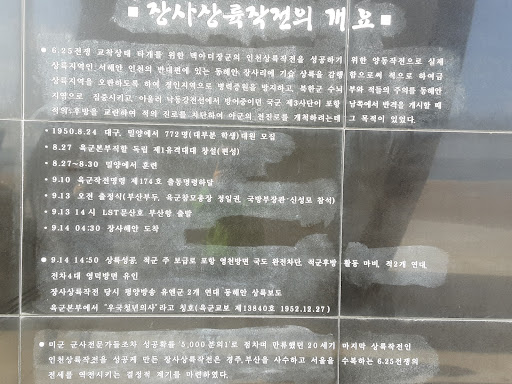 ▪ 장사상륙작전의 개요 ▪
● 6.25전쟁 교착상태 타개를 위한 맥아더장군의 인천상륙작전을 성공하기 위한 양동작전으로 실제
상륙지역인 서해안 인천의 반대편에 있는 동해안 장사리에 기습 상륙을 감행함으로써 적으로 하여금
상륙지역을 오판하도록 하여 경인지역으로 병력증원을 방지하고, 북한군 수뇌부와 적들의 주의를 동해안
지역으로 집중시키고 아울러 낙동강전선에서 방어중이던 국군 제3사단이 포항 남쪽에서 반격을 개시할 때
적의 후방을 교란하여 적의 진로를 차단하여 아군의 전진로를 개척하려는데 그 목적이 있었다.
• 1950.8.24 대구, 밀양에서 772명(대부분 학생)대원 모집
• 8.27 육군본부직할 독립 제1유격대대 창설(편성)
• 8.27~8.30 밀양에서 훈련
• 9.10 육군작전명령 제174호 출동명령하달
• 9.13 오전 출정식(부산부두, 육군참모총장 정일권, 국방부장관 신성모 참석)
• 9.13 14시 LST문산호 부산항 출발
• 9.14 04:30 장사해안 도착
• 9.14 14:50 상륙성공, 적군 주 보급로 포항 영천방면 국도 완전차단, 적군후방 활동 마비, 적2개 연대,
전차4대 영덕방면 유인
장사상륙작전 당시 평양방송 유엔군 2개 연대 동해안 상륙보도
육군본부에서 "우국청년의사"라고 칭호(육군교보 제13840호 1952.12.27)
● 미군 군사전문가들조차 성공확률 '5,000분의1'로 점치며 만류했던 20세기 마지막 상륙작전인
인천상륙작전을 성공케 만든 장사상륙작전은 경주,부산을 사수하고 서울을 수복하는 6.25전쟁의
전세를 역전시키는 결정적 계기를 마련하였다.